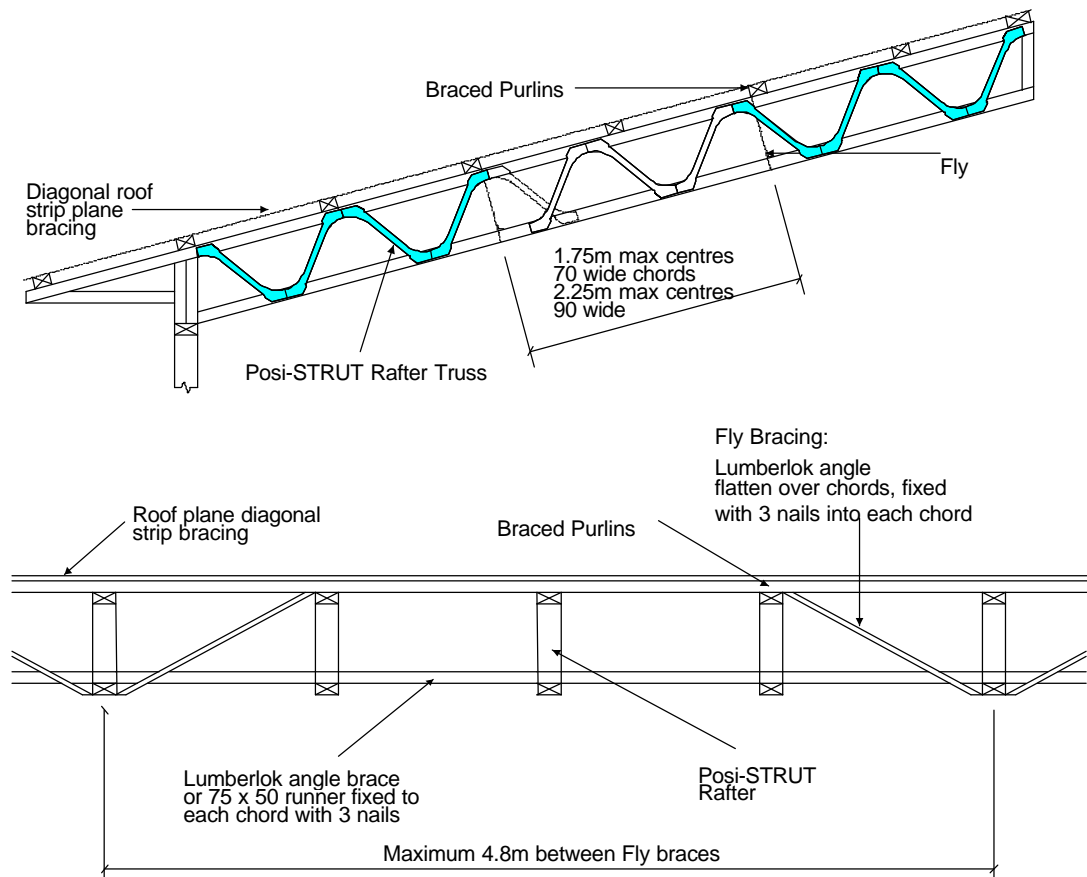 Braced Purlins
Fly
Diagonal roof
strip plane
bracing
1.75m max centres
70 wide chords
2.25m max centres
90 wide
Posi-STRUT Rafter Truss
Fly Bracing:
Lumberlok angle
flatten over chords, fixed
with 3 nails into each chord
Roof plane diagonal
strip bracing
Braced Purlins
Lumberlok angle brace
or 75 x 50 runner fixed to
each chord with 3 nails
Posi-STRUT
Rafter
Maximum 4.8m between Fly braces